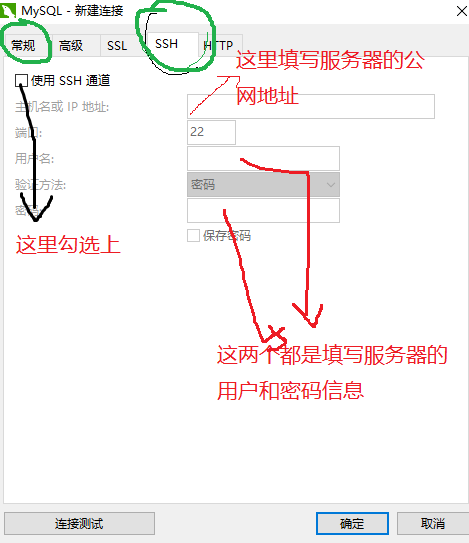 MySQL - 新建连接
常规 高级 SSL SSH HTTP
这里填写服务器的公
网地址
使用 SSH 通道
主机名或 IP 地址:
端口: 22
用户名:
验证方法: 密码
密码:
保存密码
这里勾选上
这两个都是填写服务器的
用户和密码信息
连接测试 确定 取消